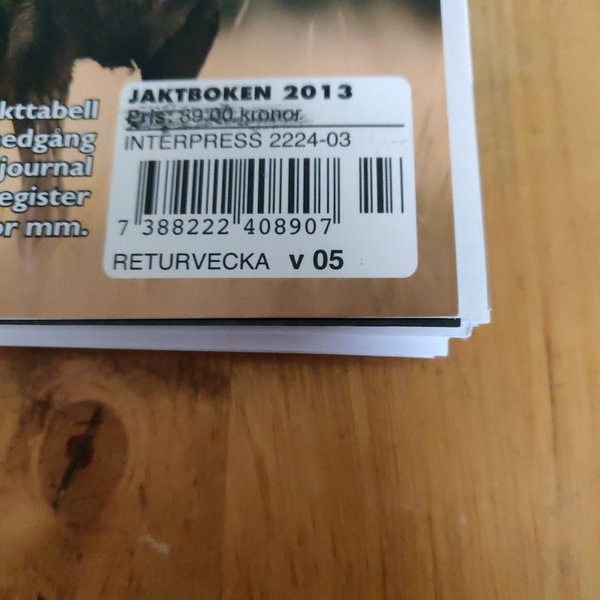 kttabell
nedgång
journal
egister
or mm.
JAKTBOKEN 2013
Pris: 89.00 kronor
INTERPRESS 2224-03
7 388222 408907
RETURVECKA v 05